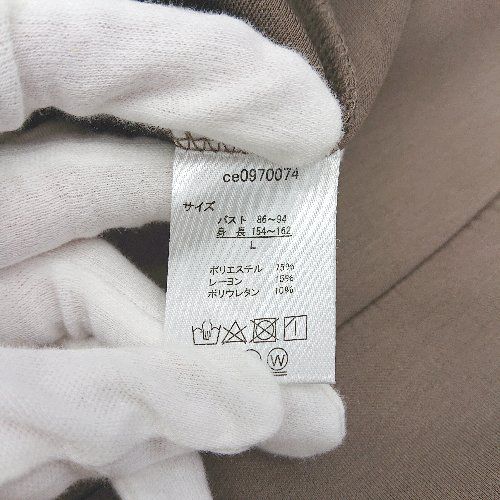 ce0970074
サイズ
バスト 86〜94
身長 154〜162
L
ポリエステル 75%
レーヨン 15%
ポリウレタン 10%
W